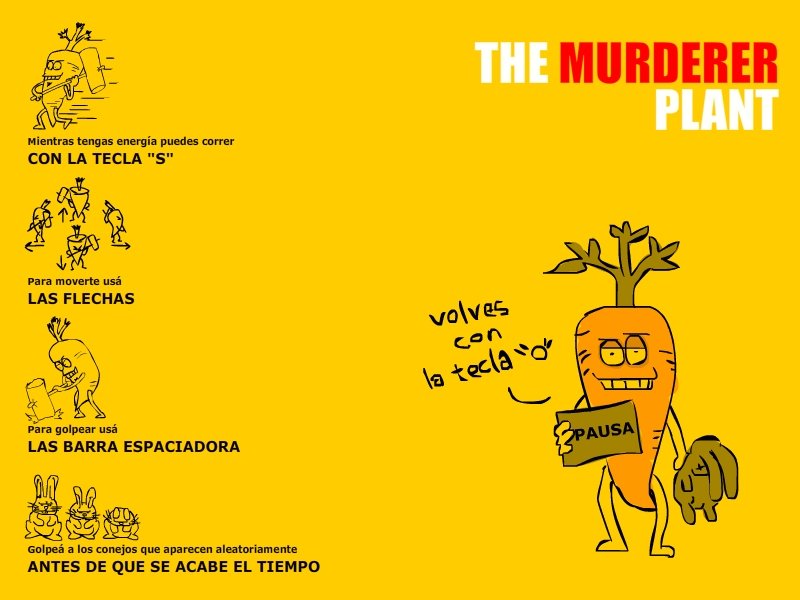 THE MURDERER
PLANT
Mientras tengas energía puedes correr
CON LA TECLA "S"
Para moverte usá
LAS FLECHAS
Para golpear usá
LAS BARRA ESPACIADORA
Golpeá a los conejos que aparecen aleatoriamente
ANTES DE QUE SE ACABE EL TIEMPO
volves
con
la tecla "O"
PAUSA